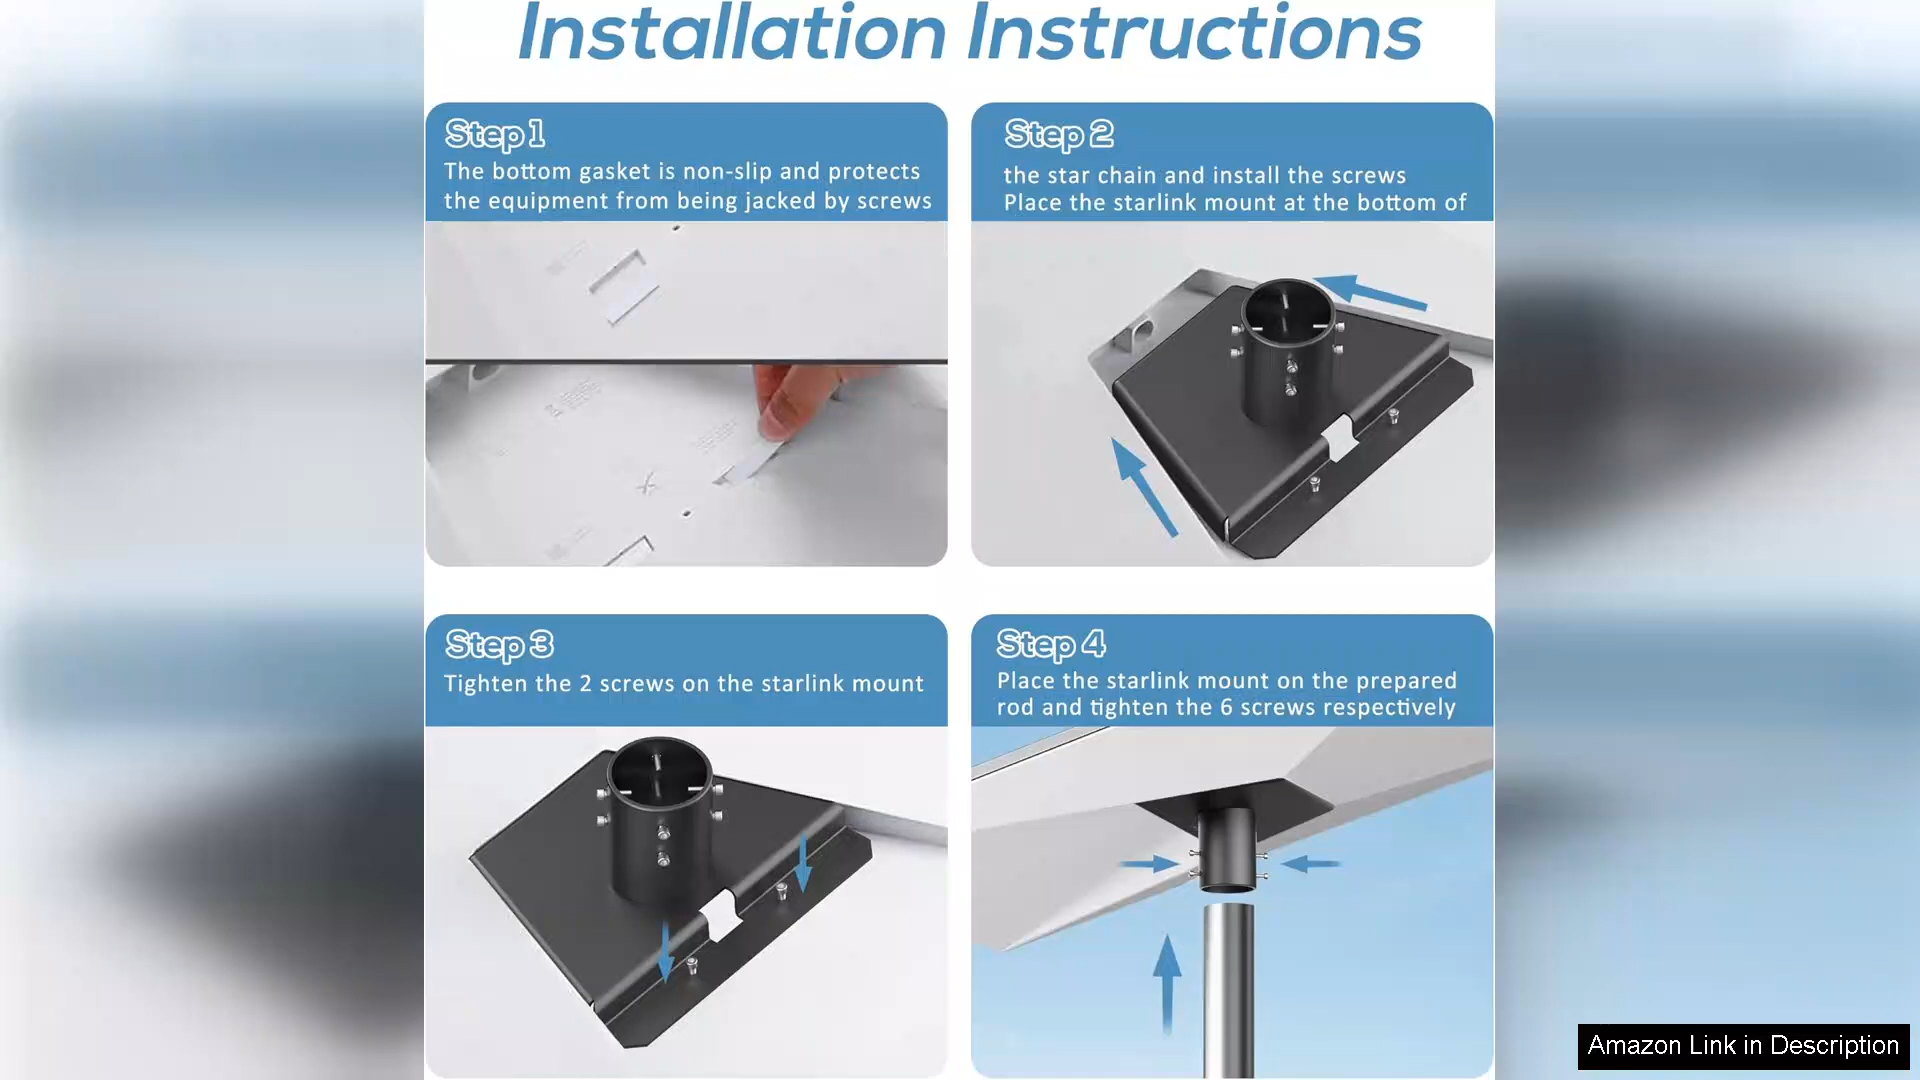 Installation Instructions
Step 1
The bottom gasket is non-slip and protects
the equipment from being jacked by screws
Step 2
the star chain and install the screws
Place the starlink mount at the bottom of
Step 3
Tighten the 2 screws on the starlink mount
Step 4
Place the starlink mount on the prepared
rod and tighten the 6 screws respectively
Amazon Link in Description